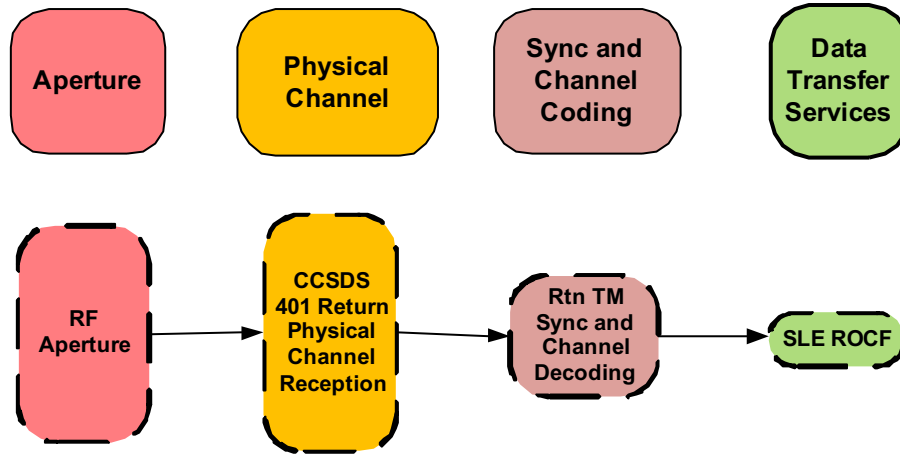 Aperture
Physical
Channel
Sync and
Channel
Coding
Data
Transfer
Services
RF
Aperture
CCSDS
401 Return
Physical
Channel
Reception
Rtn TM
Sync and
Channel
Decoding
SLE ROCF